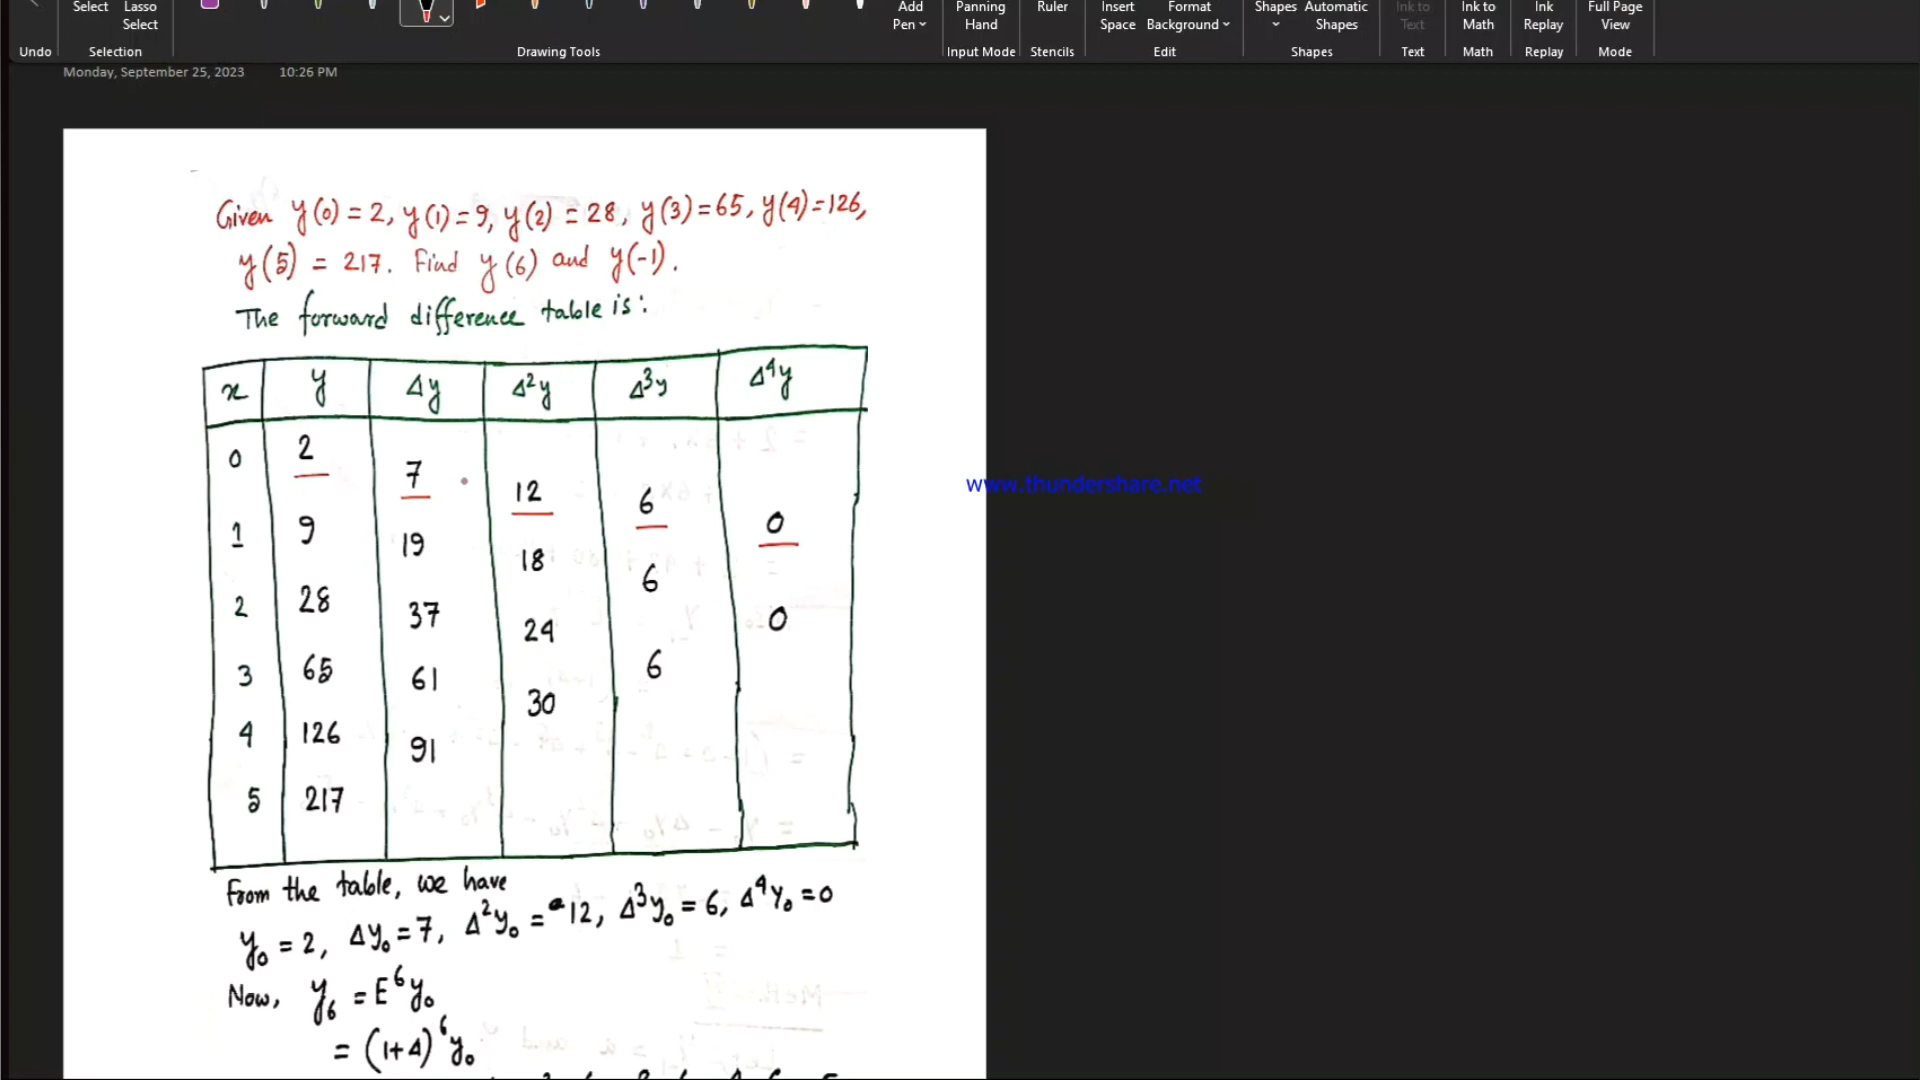 Select
Lasso
Select
Add
Pen
Panning
Hand
Ruler
Insert
Space
Format
Background
Shapes
Automatic
Shapes
Ink to
Text
Ink to
Math
Ink
Replay
Full Page
View
Undo
Selection
Drawing Tools
Input Mode
Stencils
Edit
Shapes
Text
Math
Replay
Mode
Monday, September 25, 2023 10:26 PM
Given y(0) = 2, y(1) = 9, y(2) = 28, y(3) = 65, y(4) = 126,
y(5) = 217. Find y(6) and y(-1).
The forward difference table is:
x y Δy Δ²y Δ³y Δ⁴y
0 2 7 12 6 0
1 9 19 18 6 0
2 28 37 24 6
3 65 61 30
4 126 91
5 217
www.thundershare.net
From the table, we have
y₀ = 2, Δy₀ = 7, Δ²y₀ = 12, Δ³y₀ = 6, Δ⁴y₀ = 0
Now, y₆ = E⁶y₀
= (1+Δ)⁶y₀